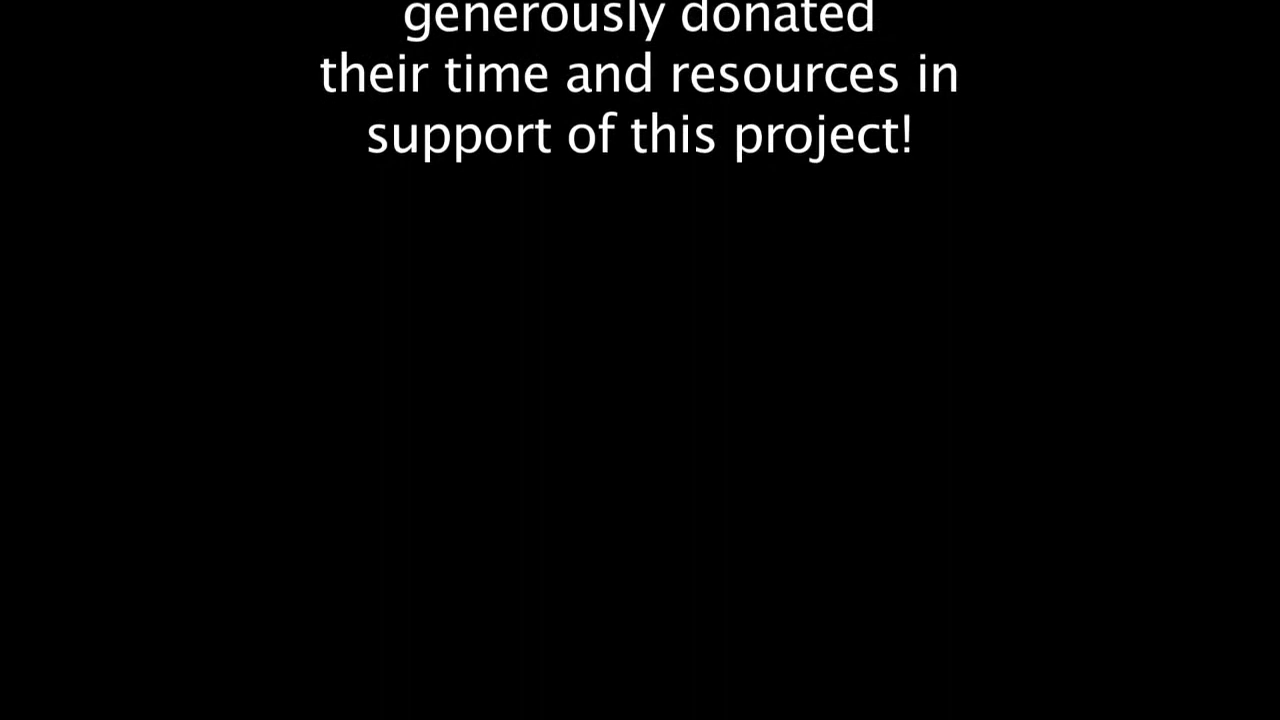 generously donated
their time and resources in
support of this project!